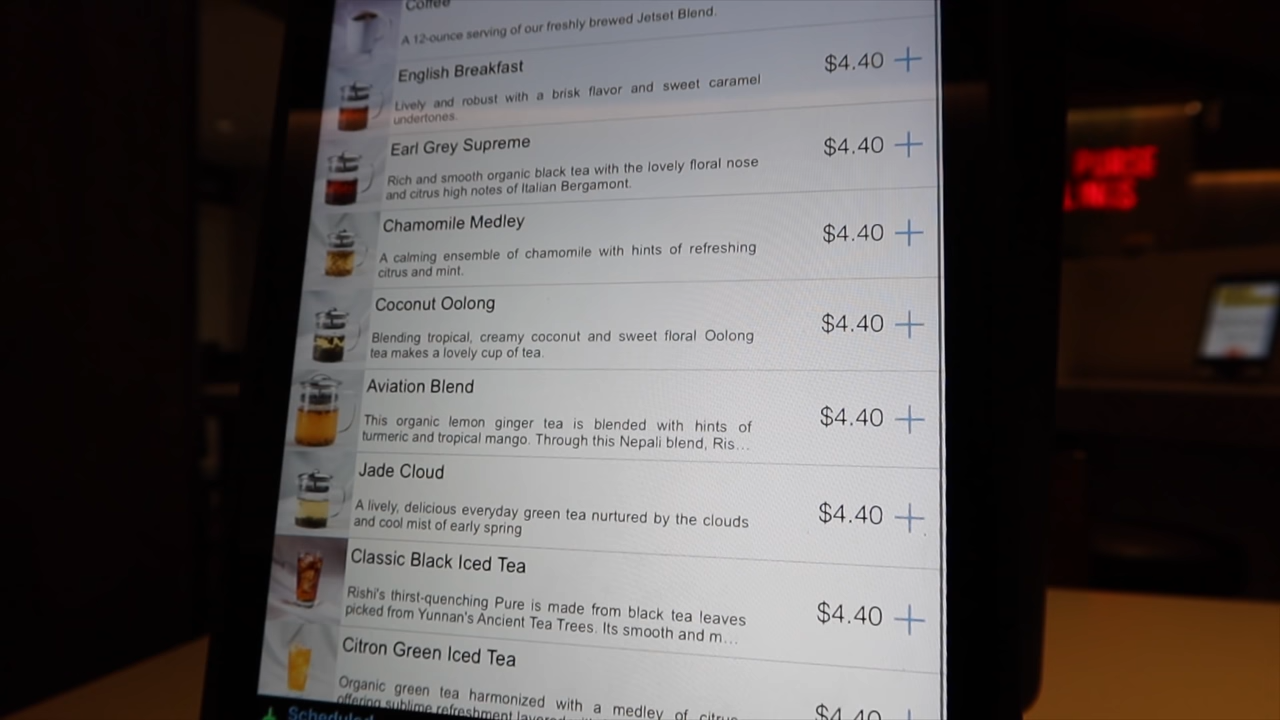 Coffee
A 12-ounce serving of our freshly brewed Jetset Blend.
English Breakfast
$4.40 +
Lively and robust with a brisk flavor and sweet caramel
undertones.
Earl Grey Supreme
$4.40 +
Rich and smooth organic black tea with the lovely floral nose
and citrus high notes of Italian Bergamont.
Chamomile Medley
$4.40 +
A calming ensemble of chamomile with hints of refreshing
citrus and mint.
Coconut Oolong
$4.40 +
Blending tropical, creamy coconut and sweet floral Oolong
tea makes a lovely cup of tea.
Aviation Blend
$4.40 +
This organic lemon ginger tea is blended with hints of
turmeric and tropical mango. Through this Nepali blend, Ris...
Jade Cloud
$4.40 +
A lively, delicious everyday green tea nurtured by the clouds
and cool mist of early spring
Classic Black Iced Tea
$4.40 +
Rishi's thirst-quenching Pure is made from black tea leaves
picked from Yunnan's Ancient Tea Trees. Its smooth and m...
Citron Green Iced Tea
$4.40
Organic green tea harmonized with a medley of citrus
offering sublime refreshment
PURSE